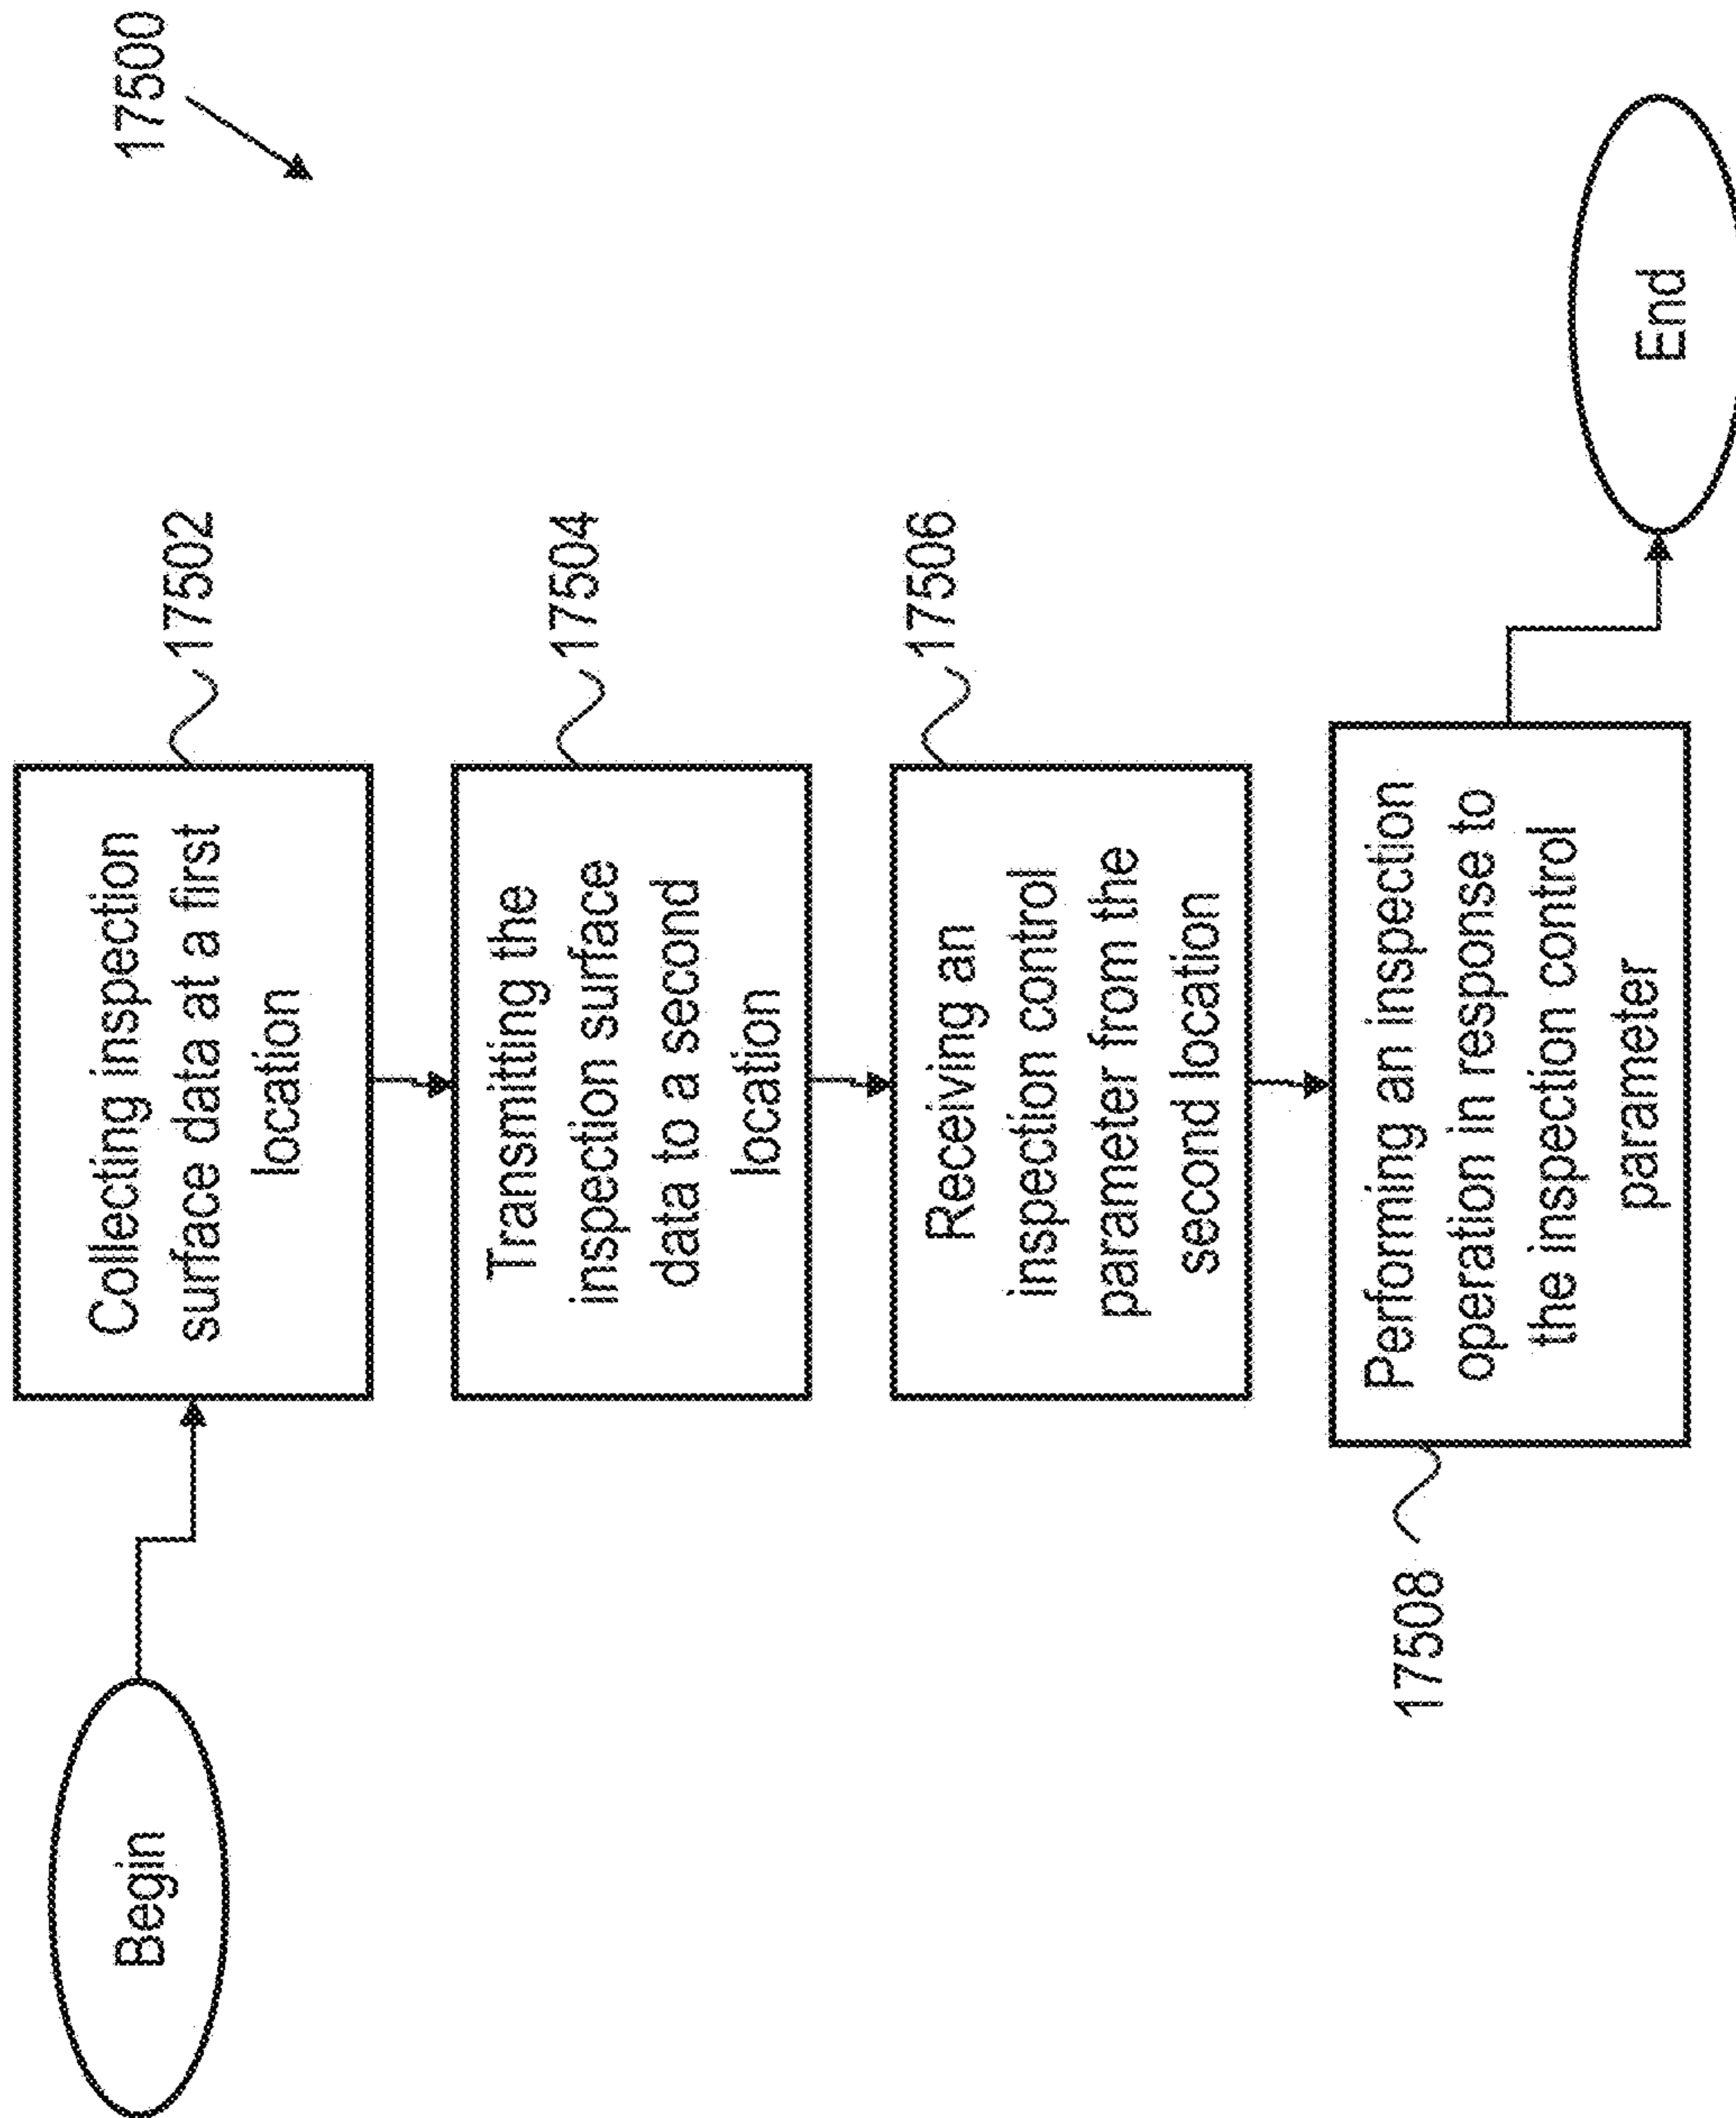 17500
Begin
Collecting inspection
surface data at a first
location
17502
Transmitting the
inspection surface
data to a second
location
17504
Receiving an
inspection control
parameter from the
second location
17506
Performing an inspection
operation in response to
the inspection control
parameter
17508
End